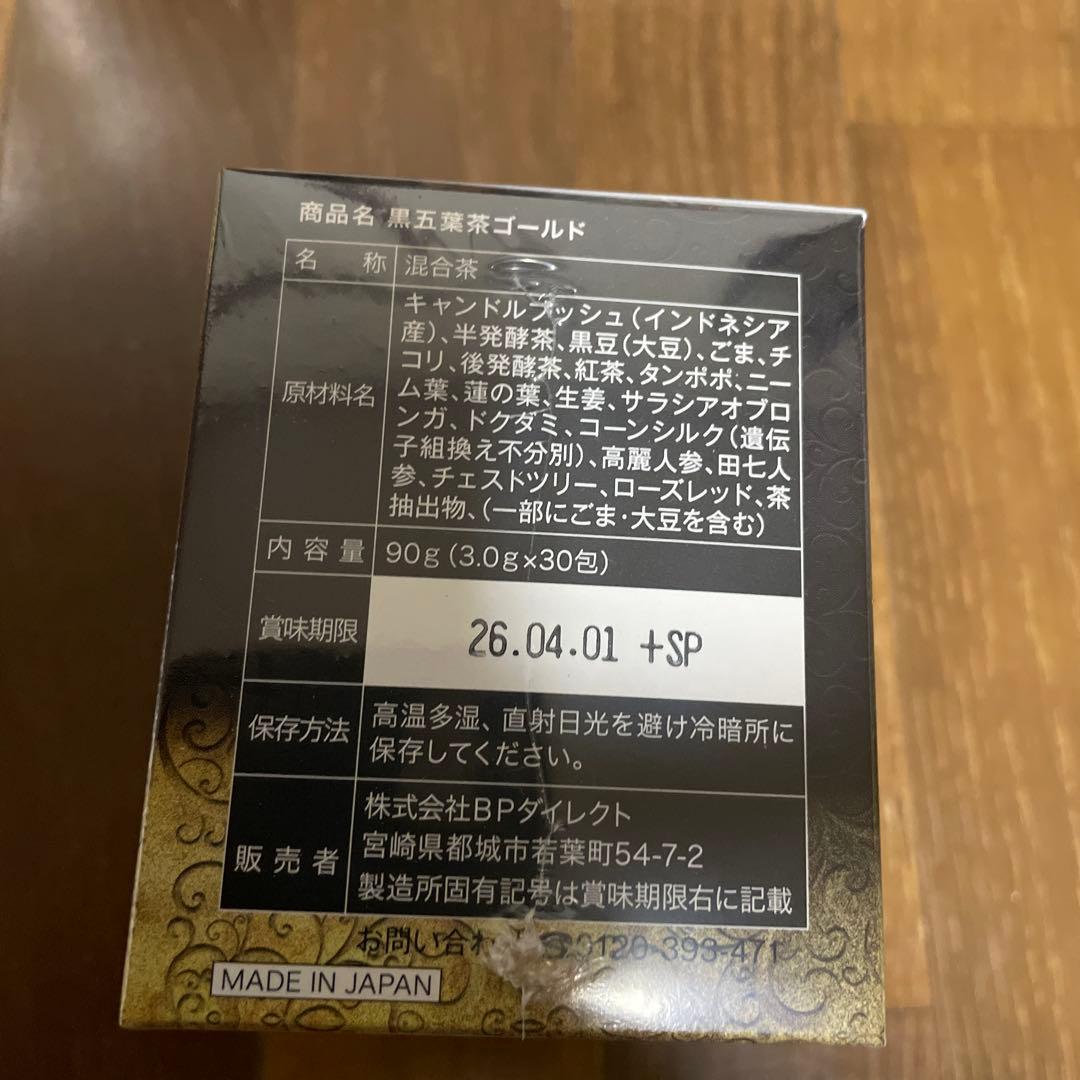 商品名 黒五葉茶ゴールド
名称 混合茶
原材料名
キャンドルブッシュ(インドネシア
産)、半発酵茶、黒豆(大豆)、ごま、チ
コリ、後発酵茶、紅茶、タンポポ、ニー
ム葉、蓮の葉、生姜、サラシアオブロ
ンガ、ドクダミ、コーンシルク(遺伝
子組換え不分別)、高麗人参、田七人
参、チェストツリー、ローズレッド、茶
抽出物、(一部にごま・大豆を含む)
内容量 90g (3.0g×30包)
賞味期限 26.04.01 +SP
保存方法
高温多湿、直射日光を避け冷暗所に
保存してください。
販売者
株式会社BPダイレクト
宮崎県都城市若葉町54-7-2
製造所固有記号は賞味期限右に記載
お問い合わ 0120-393-471
MADE IN JAPAN